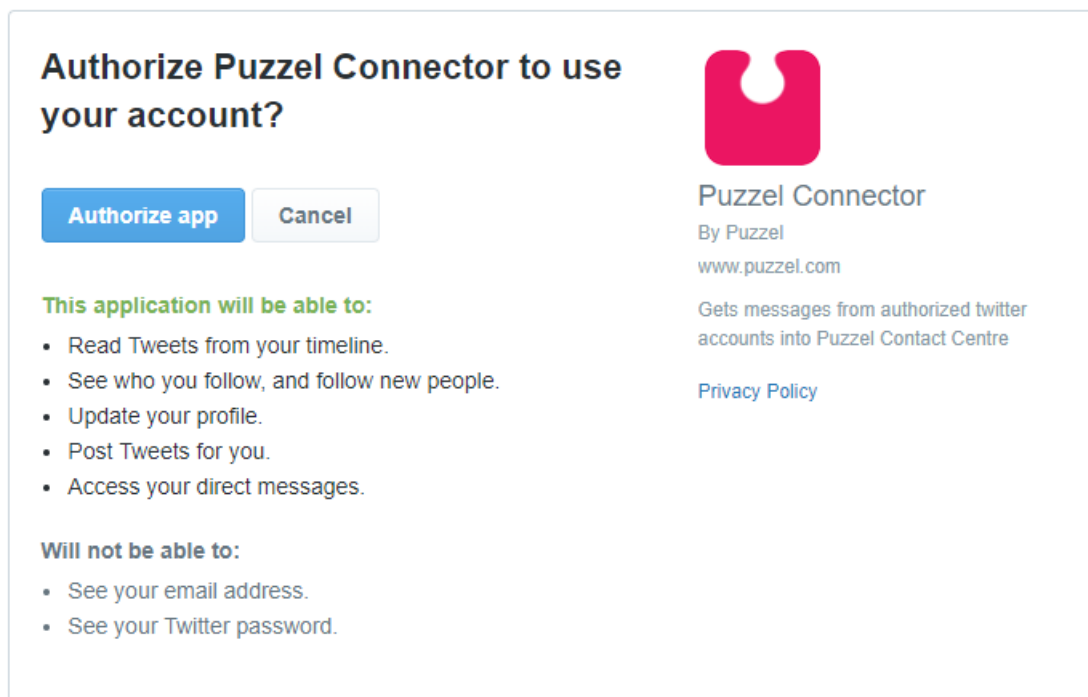 Authorize Puzzel Connector to use
your account?
Authorize app
Cancel
This application will be able to:
• Read Tweets from your timeline.
• See who you follow, and follow new people.
• Update your profile.
• Post Tweets for you.
• Access your direct messages.
Will not be able to:
• See your email address.
• See your Twitter password.
Puzzel Connector
By Puzzel
www.puzzel.com
Gets messages from authorized twitter
accounts into Puzzel Contact Centre
Privacy Policy